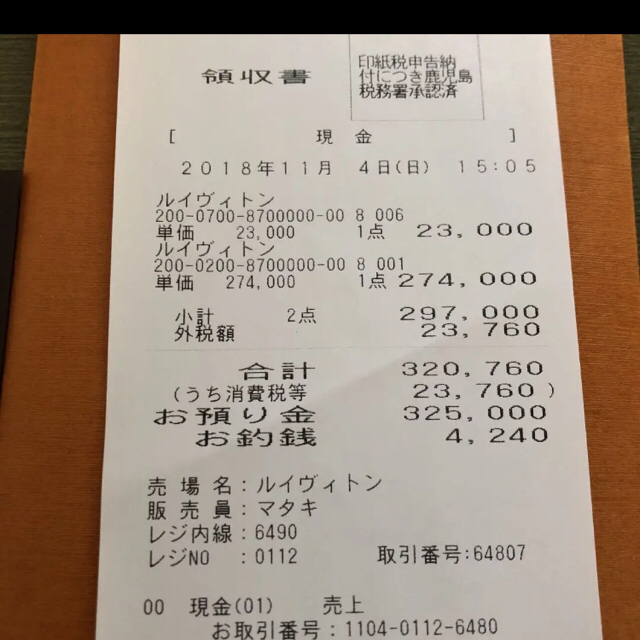 領収書
印紙税申告納
付につき鹿児島
税務署承認済
[ 現 金 ]
2018年11月 4日(日) 15:05
ルイヴィトン
200-0700-8700000-00 8 006
単価 23,000 1点 23,000
ルイヴィトン
200-0200-8700000-00 8 001
単価 274,000 1点 274,000
小計 2点 297,000
外税額 23,760
合計 320,760
(うち消費税等 23,760)
お預り金 325,000
お釣銭 4,240
売 場 名:ルイヴィトン
販 売 員:マタキ
レジ内線:6490
レジNO :0112 取引番号:64807
00 現金(01) 売上
お取引番号:1104-0112-6480